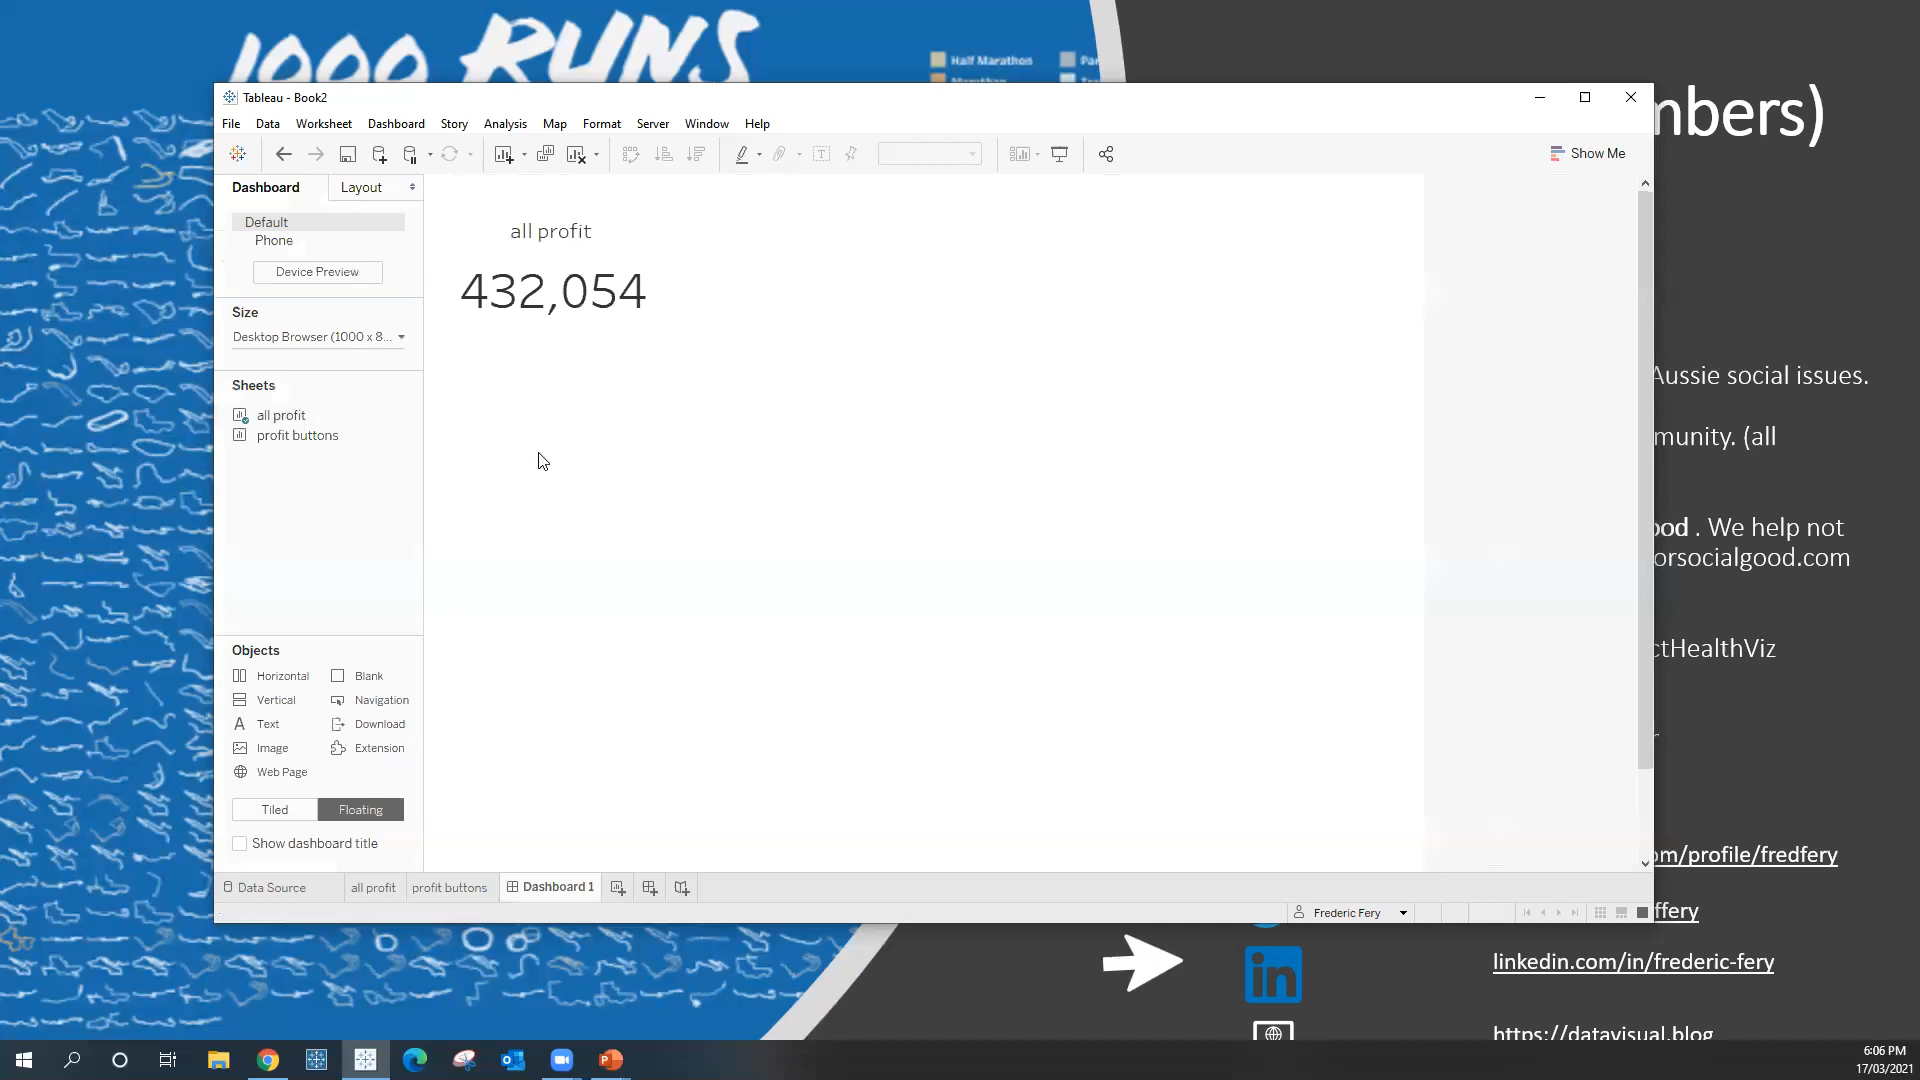 1000 RUNS
Half Marathon
mbers)
Tableau - Book2
File Data Worksheet Dashboard Story Analysis Map Format Server Window Help
Show Me
Dashboard Layout
Default
Phone
Device Preview
Size
Desktop Browser (1000 x 8...
Sheets
all profit
profit buttons
all profit
432,054
Objects
Horizontal Blank
Vertical Navigation
Text Download
Image Extension
Web Page
Tiled Floating
Show dashboard title
Data Source all profit profit buttons Dashboard 1
Frederic Fery
Aussie social issues.
munity. (all
ood . We help not
orsocialgood.com
ctHealthViz
om/profile/fredfery
ffery
in
linkedin.com/in/frederic-fery
https://datavisual.blog
6:06 PM
17/03/2021